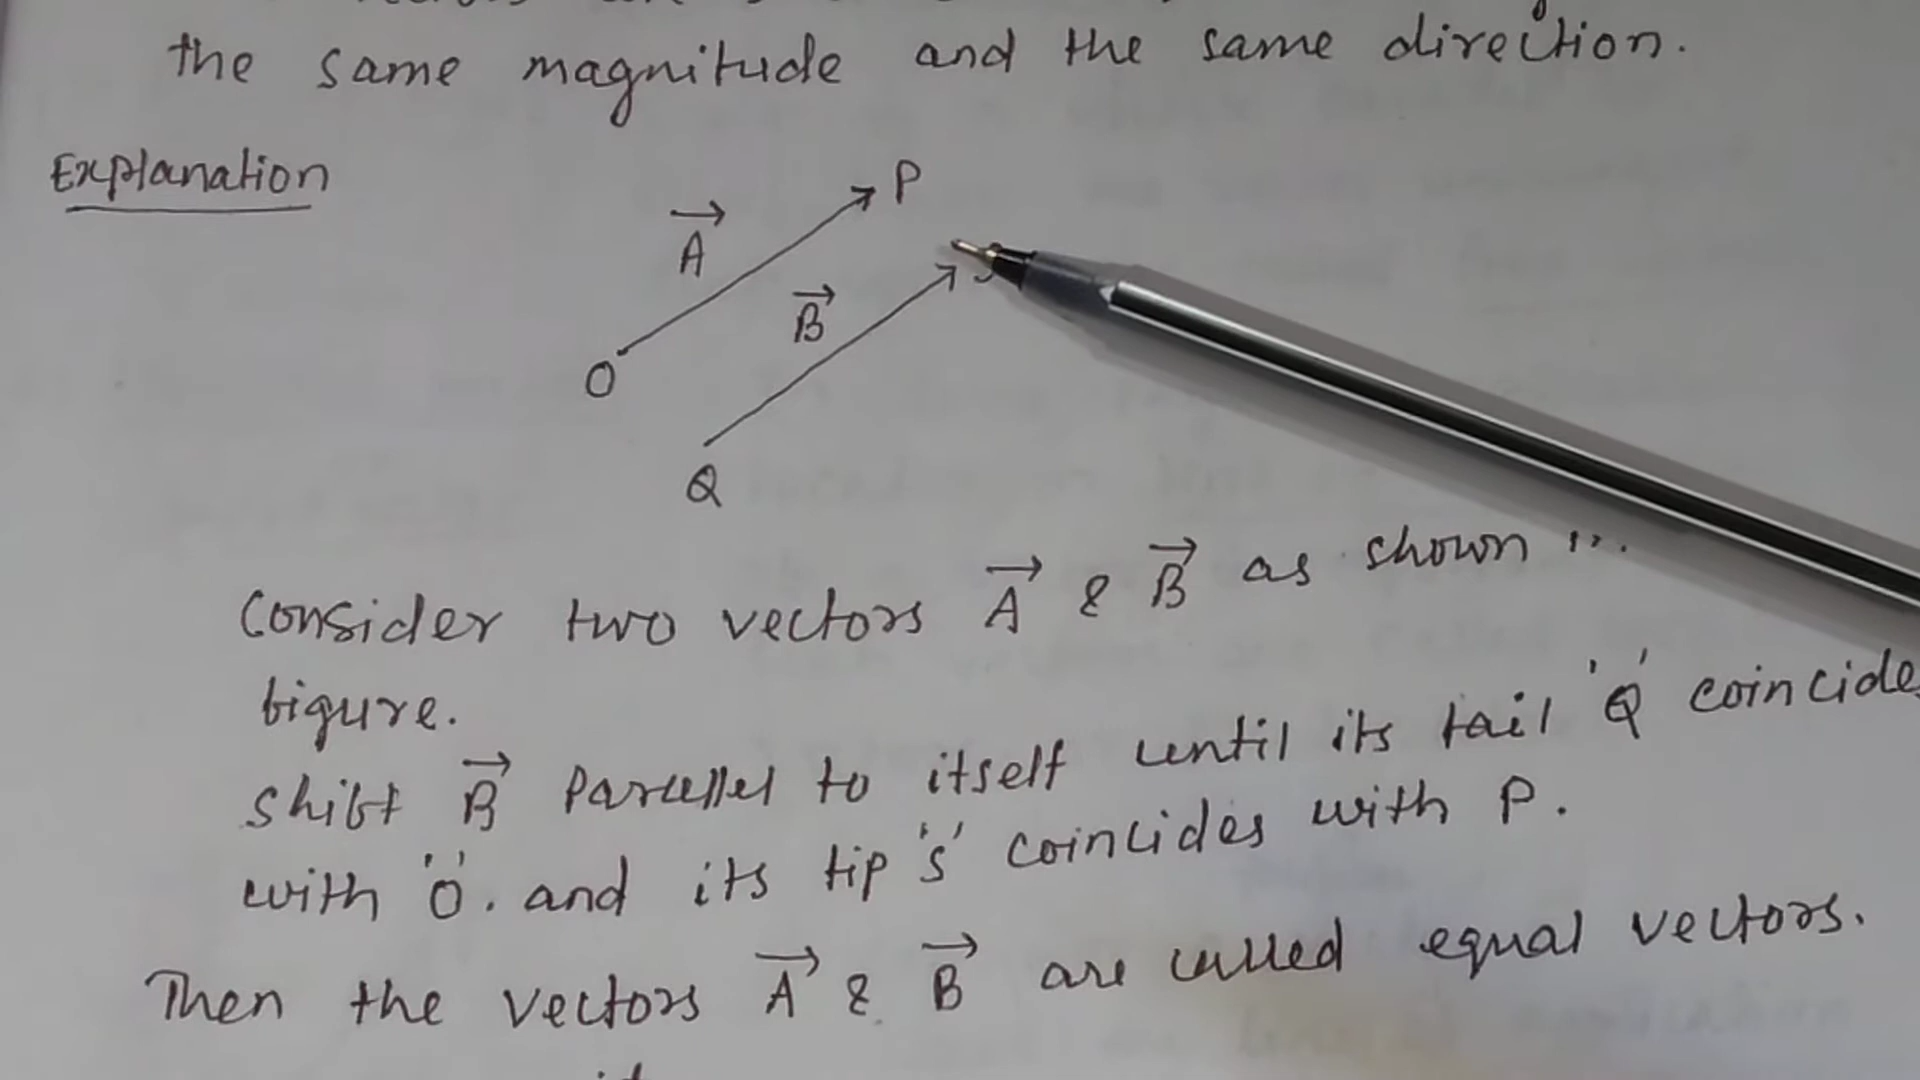 the same magnitude and the same direction.
Explanation
P
A
B
O
Q
Consider two vectors A & B as shown
figure.
shift B Parallel to itself until its tail 'Q' coincides
with 'O'. and its tip 's' coincides with P.
Then the vectors A & B are called equal vectors.